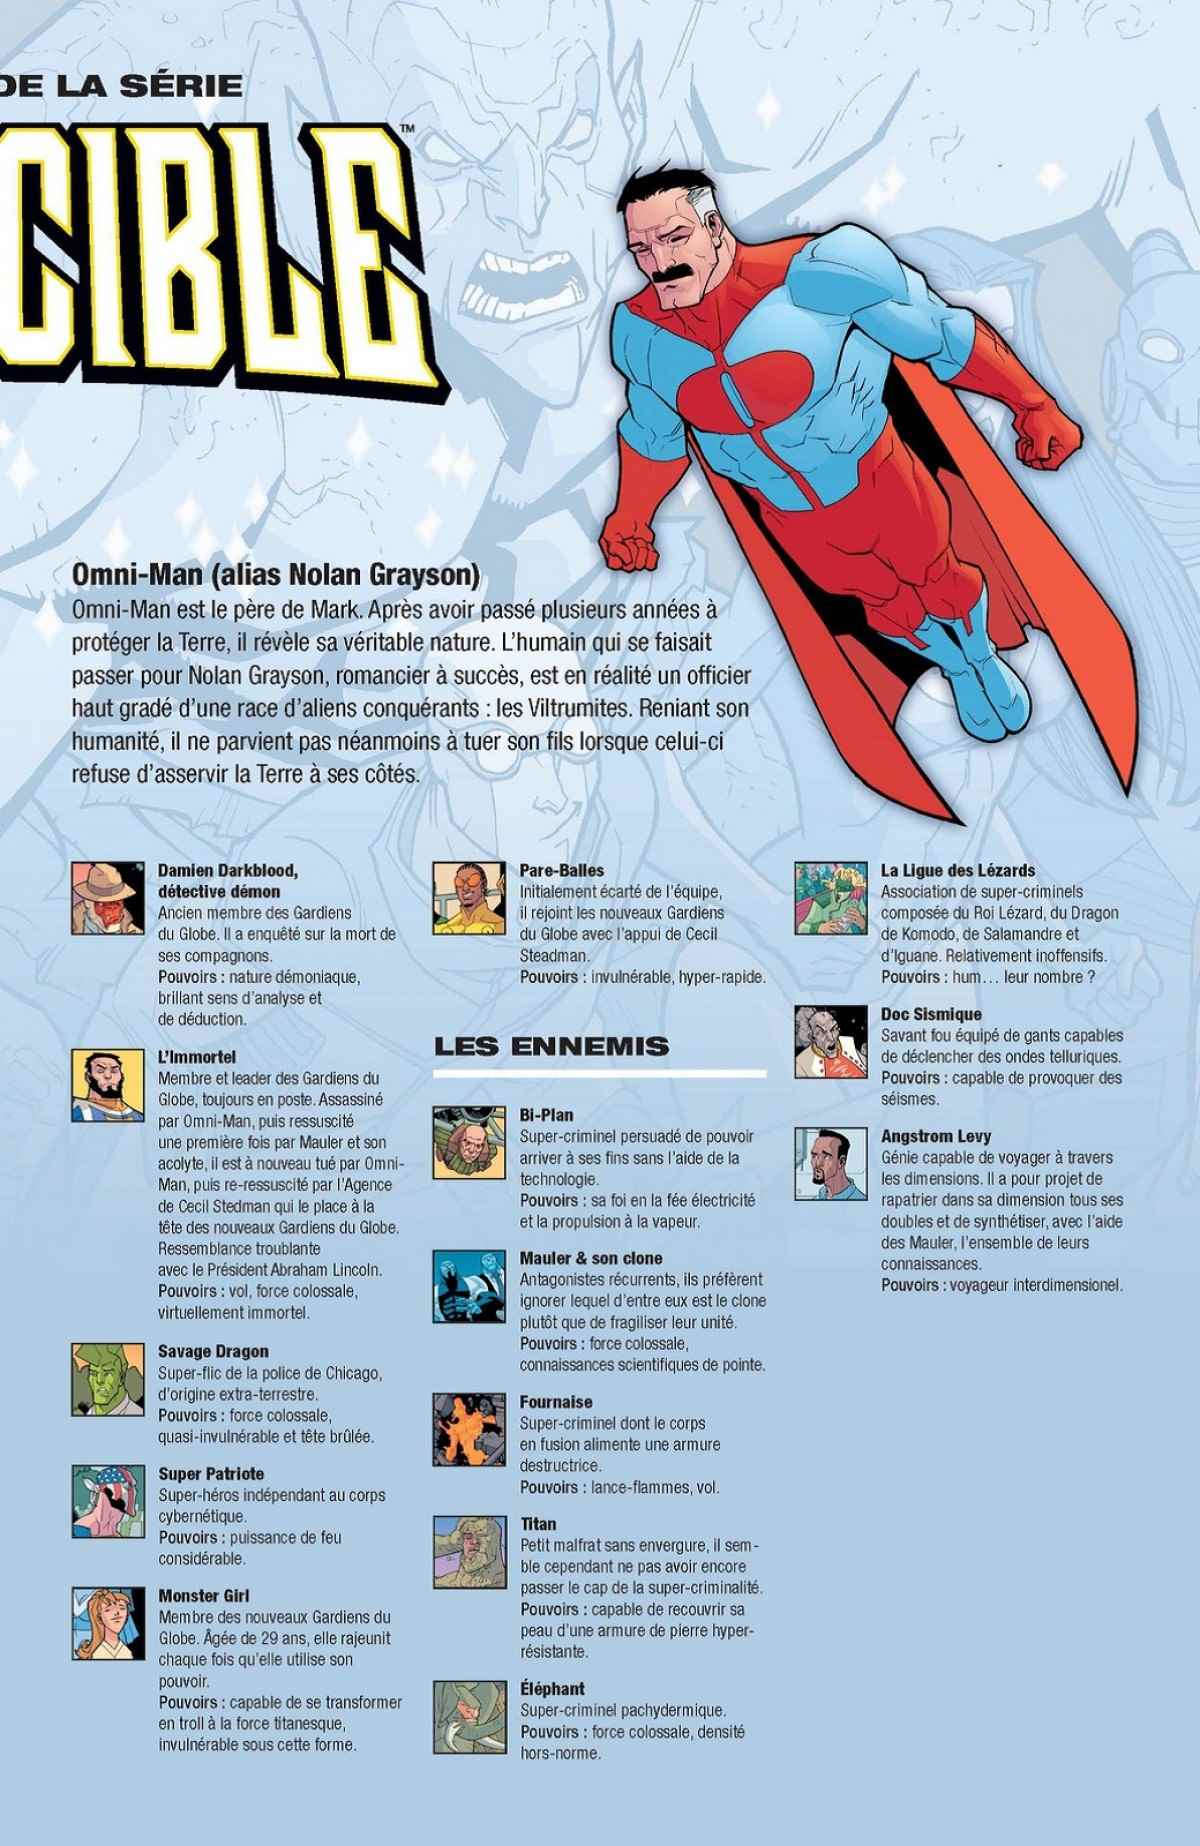 DE LA SÉRIE
CIBLE™
Omni-Man (alias Nolan Grayson)
Omni-Man est le père de Mark. Après avoir passé plusieurs années à
protéger la Terre, il révèle sa véritable nature. L'humain qui se faisait
passer pour Nolan Grayson, romancier à succès, est en réalité un officier
haut gradé d'une race d'aliens conquérants : les Viltrumites. Reniant son
humanité, il ne parvient pas néanmoins à tuer son fils lorsque celui-ci
refuse d'asservir la Terre à ses côtés.
Damien Darkblood,
détective démon
Ancien membre des Gardiens
du Globe. Il a enquêté sur la mort de
ses compagnons.
Pouvoirs : nature démoniaque,
brillant sens d'analyse et
de déduction.
L'Immortel
Membre et leader des Gardiens du
Globe, toujours en poste. Assassiné
par Omni-Man, puis ressuscité
une première fois par Mauler et son
acolyte, il est à nouveau tué par Omni-
Man, puis re-ressuscité par l'Agence
de Cecil Stedman qui le place à la
tête des nouveaux Gardiens du Globe.
Ressemblance troublante
avec le Président Abraham Lincoln.
Pouvoirs : vol, force colossale,
virtuellement immortel.
Savage Dragon
Super-flic de la police de Chicago,
d'origine extra-terrestre.
Pouvoirs : force colossale,
quasi-invulnérable et tête brûlée.
Super Patriote
Super-héros indépendant au corps
cybernétique.
Pouvoirs : puissance de feu
considérable.
Monster Girl
Membre des nouveaux Gardiens du
Globe. Âgée de 29 ans, elle rajeunit
chaque fois qu'elle utilise son
pouvoir.
Pouvoirs : capable de se transformer
en troll à la force titanesque,
invulnérable sous cette forme.
Pare-Balles
Initialement écarté de l'équipe,
il rejoint les nouveaux Gardiens
du Globe avec l'appui de Cecil
Steadman.
Pouvoirs : invulnérable, hyper-rapide.
LES ENNEMIS
Bi-Plan
Super-criminel persuadé de pouvoir
arriver à ses fins sans l'aide de la
technologie.
Pouvoirs : sa foi en la fée électricité
et la propulsion à la vapeur.
Mauler & son clone
Antagonistes récurrents, ils préfèrent
ignorer lequel d'entre eux est le clone
plutôt que de fragiliser leur unité.
Pouvoirs : force colossale,
connaissances scientifiques de pointe.
Fournaise
Super-criminel dont le corps
en fusion alimente une armure
destructrice.
Pouvoirs : lance-flammes, vol.
Titan
Petit malfrat sans envergure, il sem-
ble cependant ne pas avoir encore
passer le cap de la super-criminalité.
Pouvoirs : capable de recouvrir sa
peau d'une armure de pierre hyper-
résistante.
Éléphant
Super-criminel pachydermique.
Pouvoirs : force colossale, densité
hors-norme.
La Ligue des Lézards
Association de super-criminels
composée du Roi Lézard, du Dragon
de Komodo, de Salamandre et
d'Iguane. Relativement inoffensifs.
Pouvoirs : hum… leur nombre ?
Doc Sismique
Savant fou équipé de gants capables
de déclencher des ondes telluriques.
Pouvoirs : capable de provoquer des
séismes.
Angstrom Levy
Génie capable de voyager à travers
les dimensions. Il a pour projet de
rapatrier dans sa dimension tous ses
doubles et de synthétiser, avec l'aide
des Mauler, l'ensemble de leurs
connaissances.
Pouvoirs : voyageur interdimensionel.